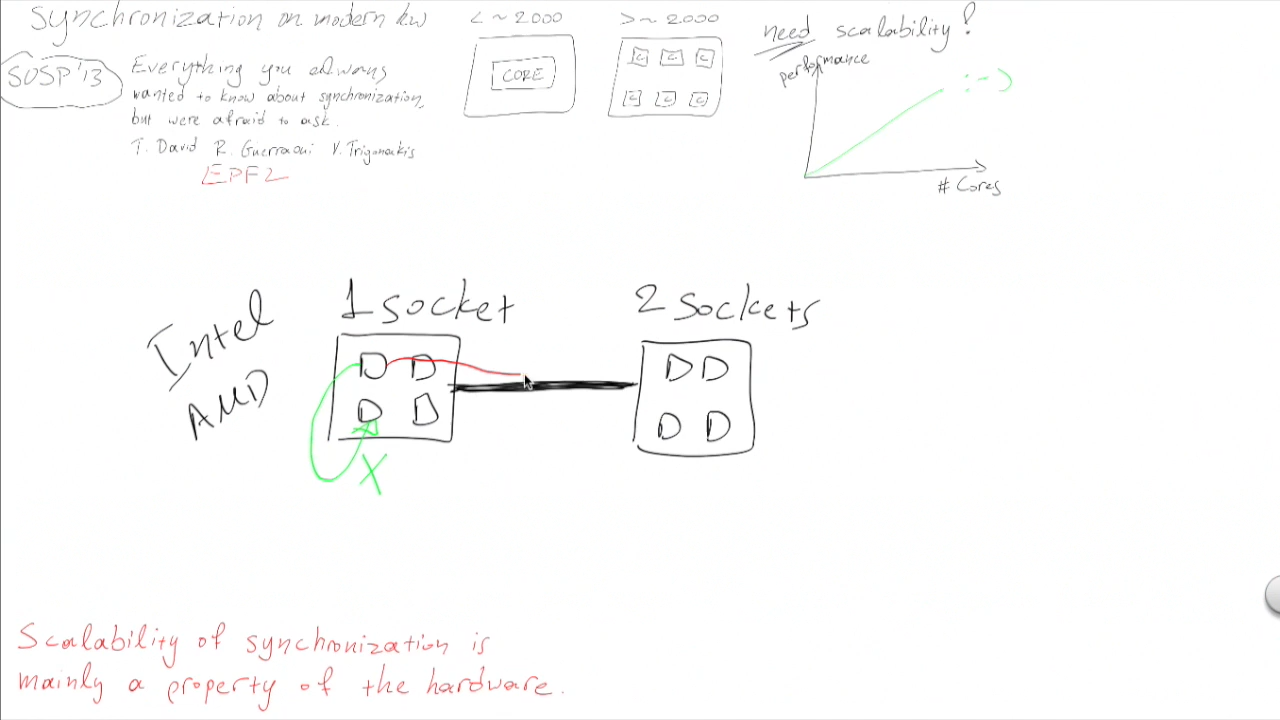 Synchronization on modern hw
SOSP '13
Everything you always
wanted to know about synchronization,
but were afraid to ask.
T. David R. Guerraoui V. Trigonakis
EPFL
< ~ 2000
CORE
> ~ 2000
C C C
C C C
need scalability?
performance
:-)
# Cores
Intel
AMD
1 Socket
2 Sockets
X
Scalability of synchronization is
mainly a property of the hardware.